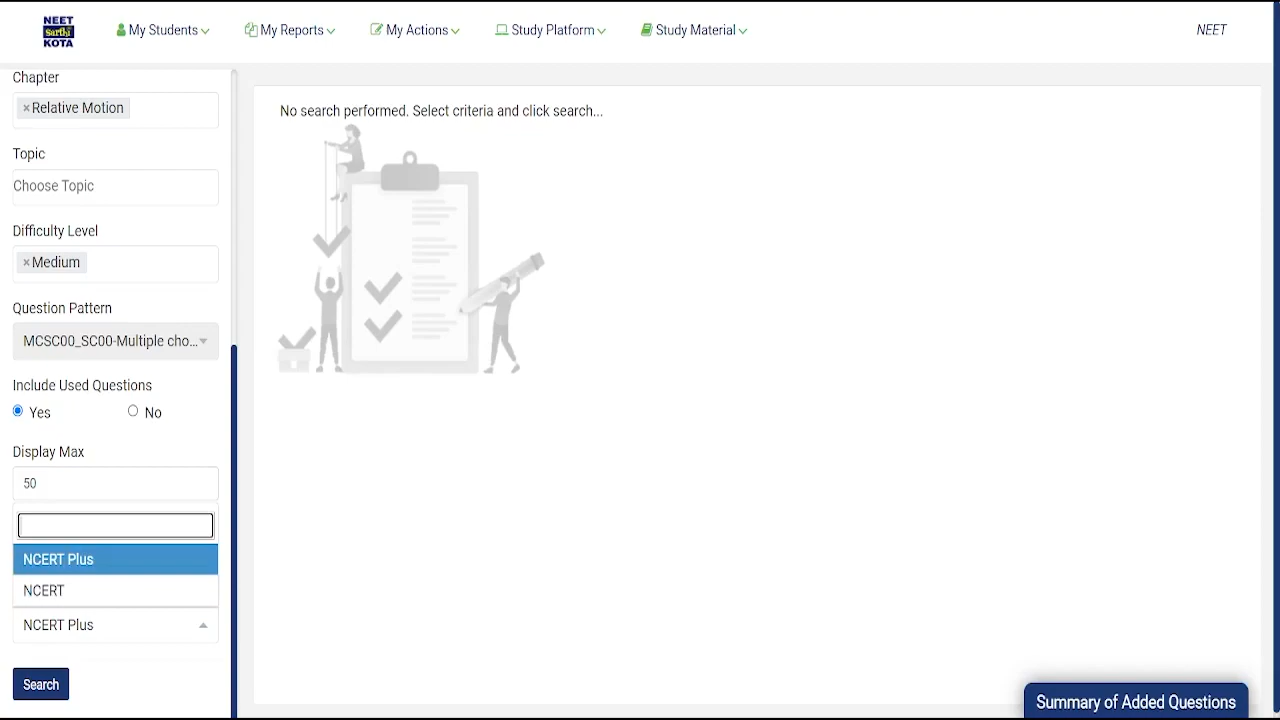 NEET
sarthi
KOTA
My Students
My Reports
My Actions
Study Platform
Study Material
NEET
Chapter
×Relative Motion
Topic
Choose Topic
Difficulty Level
×Medium
Question Pattern
MCSC00_SC00-Multiple cho...
Include Used Questions
Yes
No
Display Max
50
NCERT Plus
NCERT
NCERT Plus
Search
No search performed. Select criteria and click search...
Summary of Added Questions